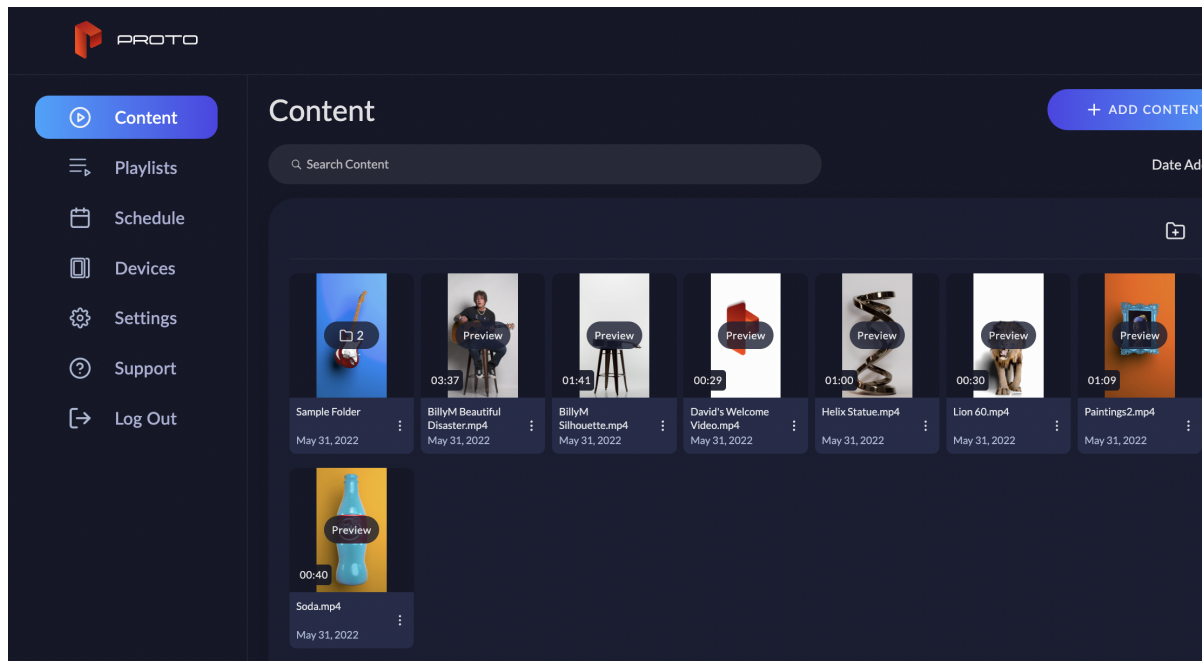 PROTO
Content
Playlists
Schedule
Devices
Settings
Support
Log Out
Content
+ ADD CONTENT
Search Content
Date Ad
2
Sample Folder
May 31, 2022
Preview
03:37
BillyM Beautiful
Disaster.mp4
May 31, 2022
Preview
01:41
BillyM
Silhouette.mp4
May 31, 2022
Preview
00:29
David's Welcome
Video.mp4
May 31, 2022
Preview
01:00
Helix Statue.mp4
May 31, 2022
Preview
00:30
Lion 60.mp4
May 31, 2022
Preview
01:09
Paintings2.mp4
May 31, 2022
Preview
00:40
Soda.mp4
May 31, 2022